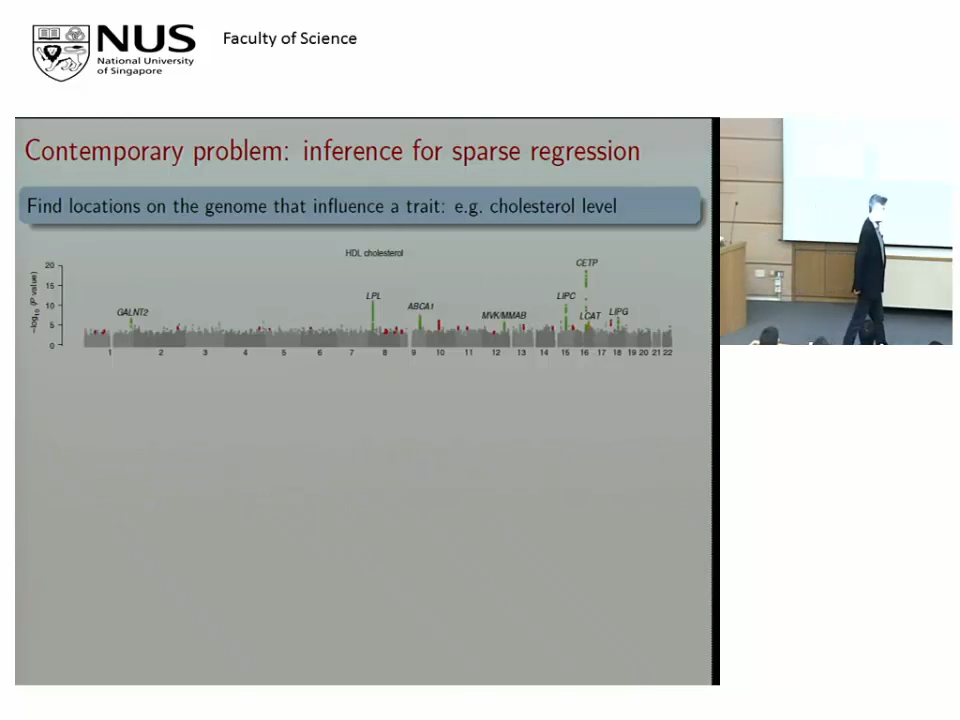 NUS
National University
of Singapore
Faculty of Science
Contemporary problem: inference for sparse regression
Find locations on the genome that influence a trait: e.g. cholesterol level
HDL cholesterol
−log10 (P value)
20
15
10
5
0
GALNT2
LPL
ABCA1
MVK/MMAB
LIPC
CETP
LCAT
LIPG
1 2 3 4 5 6 7 8 9 10 11 12 13 14 15 16 17 18 19 20 21 22